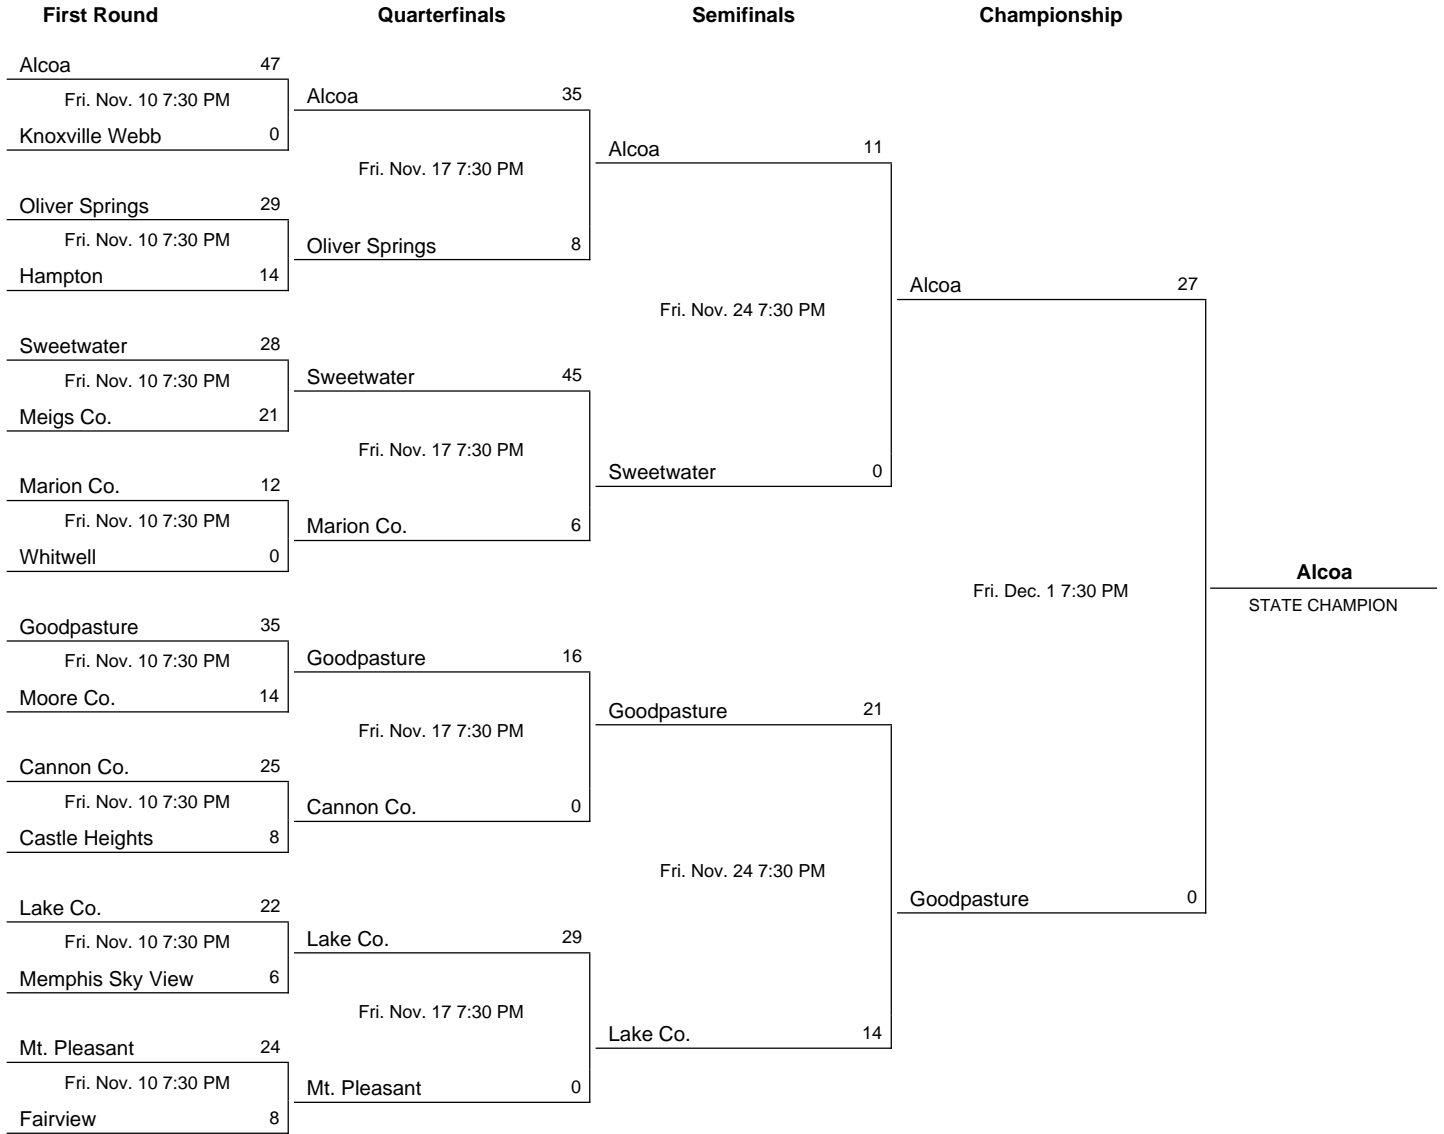 First Round Quarterfinals Semifinals Championship
Alcoa 47
Fri. Nov. 10 7:30 PM
Knoxville Webb 0
Oliver Springs 29
Fri. Nov. 10 7:30 PM
Hampton 14
Sweetwater 28
Fri. Nov. 10 7:30 PM
Meigs Co. 21
Marion Co. 12
Fri. Nov. 10 7:30 PM
Whitwell 0
Goodpasture 35
Fri. Nov. 10 7:30 PM
Moore Co. 14
Cannon Co. 25
Fri. Nov. 10 7:30 PM
Castle Heights 8
Lake Co. 22
Fri. Nov. 10 7:30 PM
Memphis Sky View 6
Mt. Pleasant 24
Fri. Nov. 10 7:30 PM
Fairview 8
Alcoa 35
Fri. Nov. 17 7:30 PM
Oliver Springs 8
Sweetwater 45
Fri. Nov. 17 7:30 PM
Marion Co. 6
Goodpasture 16
Fri. Nov. 17 7:30 PM
Cannon Co. 0
Lake Co. 29
Fri. Nov. 17 7:30 PM
Mt. Pleasant 0
Alcoa 11
Fri. Nov. 24 7:30 PM
Sweetwater 0
Goodpasture 21
Fri. Nov. 24 7:30 PM
Lake Co. 14
Alcoa 27
Fri. Dec. 1 7:30 PM
Goodpasture 0
Alcoa
STATE CHAMPION